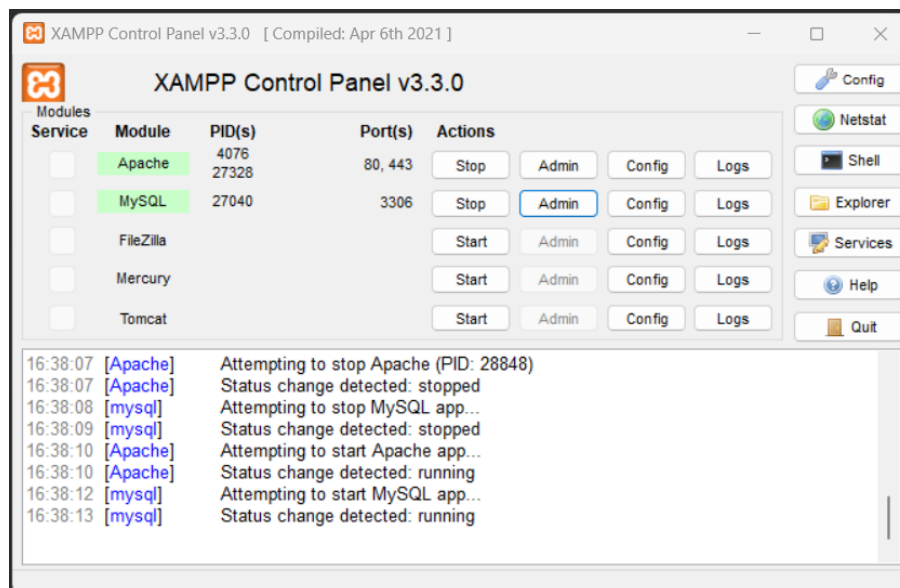 XAMPP Control Panel v3.3.0 [ Compiled: Apr 6th 2021 ]
XAMPP Control Panel v3.3.0
Config
Modules
Netstat
Service Module PID(s) Port(s) Actions
Apache 4076 27328 80, 443 Stop Admin Config Logs
Shell
MySQL 27040 3306 Stop Admin Config Logs
Explorer
FileZilla Start Admin Config Logs
Services
Mercury Start Admin Config Logs
Help
Tomcat Start Admin Config Logs
Quit
16:38:07 [Apache] Attempting to stop Apache (PID: 28848)
16:38:07 [Apache] Status change detected: stopped
16:38:08 [mysql] Attempting to stop MySQL app...
16:38:09 [mysql] Status change detected: stopped
16:38:10 [Apache] Attempting to start Apache app...
16:38:10 [Apache] Status change detected: running
16:38:12 [mysql] Attempting to start MySQL app...
16:38:13 [mysql] Status change detected: running